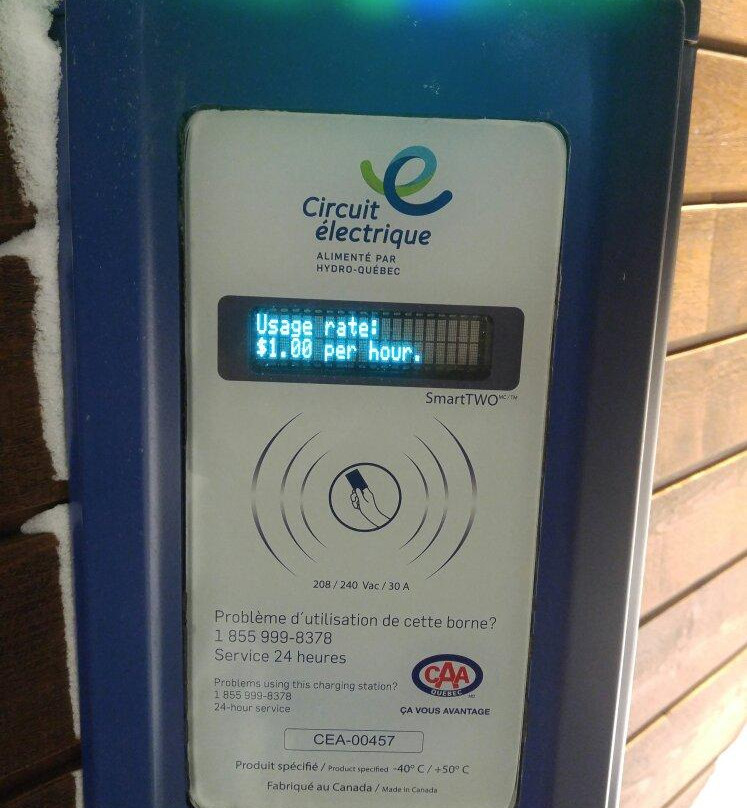 Circuit
électrique
ALIMENTÉ PAR
HYDRO-QUÉBEC
Usage rate:
$1.00 per hour.
SmartTWO MC/TM
208 / 240 Vac / 30 A
Problème d'utilisation de cette borne?
1 855 999-8378
Service 24 heures
Problems using this charging station?
1 855 999-8378
24-hour service
CAA
QUÉBEC
MC
ÇA VOUS AVANTAGE
CEA-00457
Produit spécifié / Product specified -40° C / +50° C
Fabriqué au Canada / Made in Canada